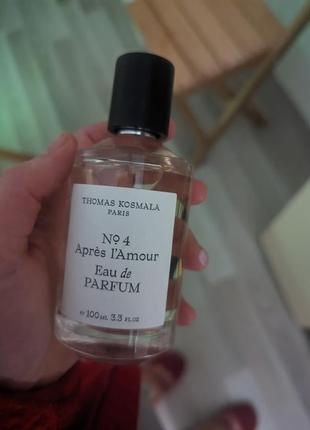 THOMAS KOSMALA
PARIS
Nº 4
Après l'Amour
Eau de
PARFUM
e 100 ML 3.3 FL.OZ